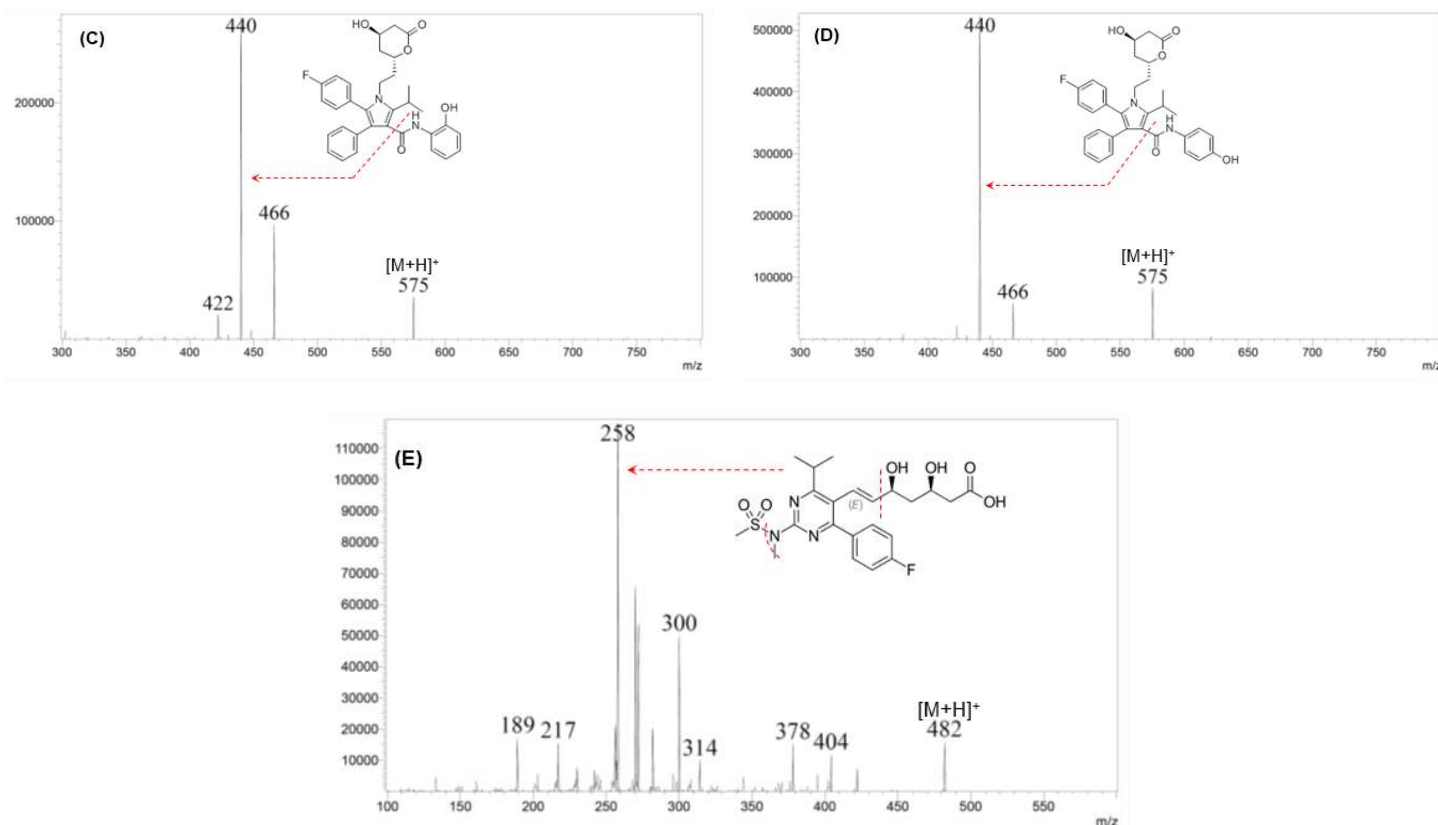 (C)
440
466
422
[M+H]+
575
200000
100000
300 350 400 450 500 550 600 650 700 750
m/z
HO
O
O
F
N
H
N
OH
O
(D)
440
466
[M+H]+
575
500000
400000
300000
200000
100000
300 350 400 450 500 550 600 650 700 750
m/z
HO
O
O
F
N
H
N
O
OH
(E)
258
300
189
217
314
378
404
[M+H]+
482
110000
100000
90000
80000
70000
60000
50000
40000
30000
20000
10000
100 150 200 250 300 350 400 450 500 550
m/z
OH OH O
OH
(E)
O O
S
N
N
N
F